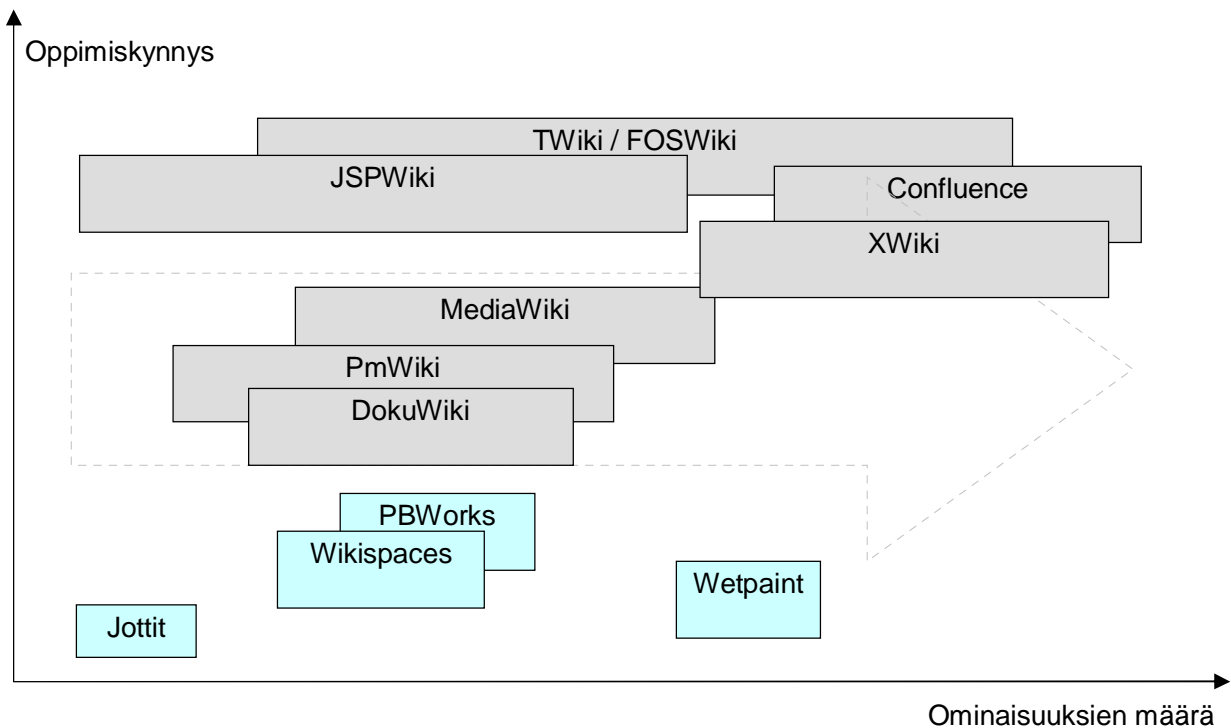 Oppimiskynnys
TWiki / FOSWiki
JSPWiki
Confluence
XWiki
MediaWiki
PmWiki
DokuWiki
PBWorks
Wikispaces
Wetpaint
Jottit
Ominaisuuksien määrä